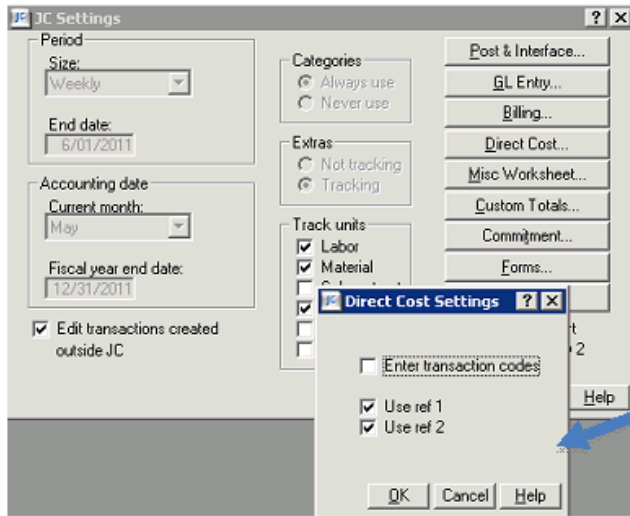 JC Settings
Period
Size:
Weekly
End date:
6/01/2011
Accounting date
Current month:
May
Fiscal year end date:
12/31/2011
Edit transactions created
outside JC
Categories
Always use
Never use
Extras
Not tracking
Tracking
Track units
Labor
Material
Post & Interface...
GL Entry...
Billing...
Direct Cost...
Misc Worksheet...
Custom Totals...
Commitment...
Forms...
2
Help
Direct Cost Settings
Enter transaction codes
Use ref 1
Use ref 2
OK Cancel Help